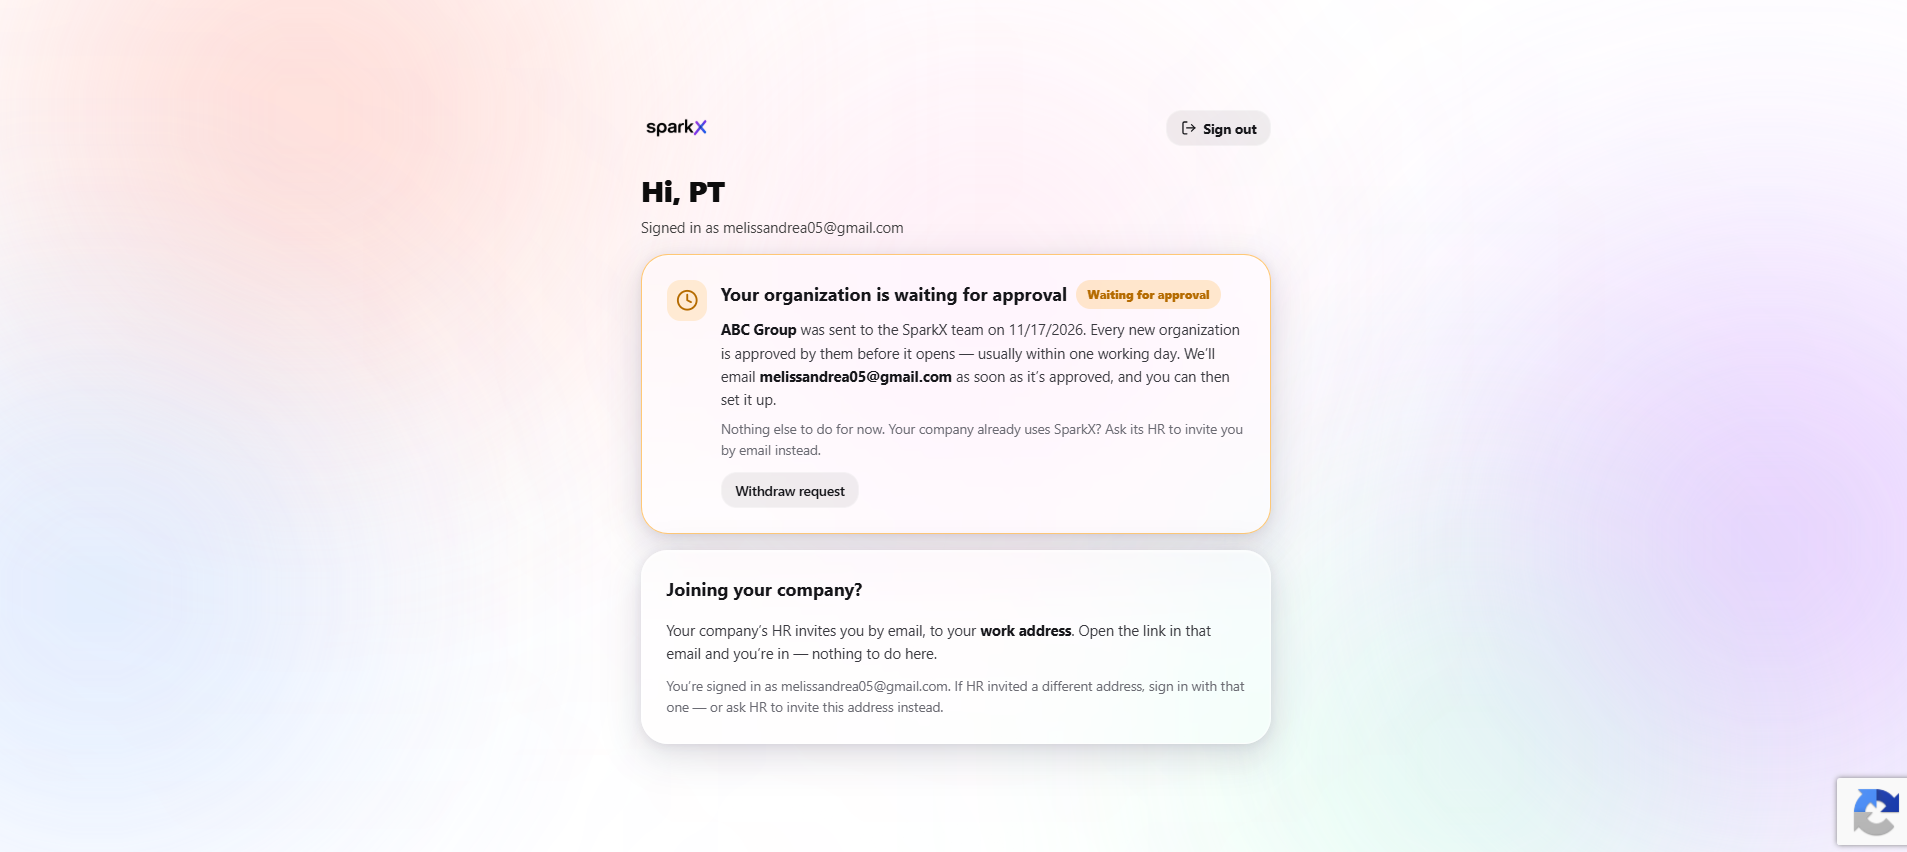 sparkX
Sign out
Hi, PT
Signed in as melissandrea05@gmail.com
Your organization is waiting for approval
Waiting for approval
ABC Group was sent to the SparkX team on 11/17/2026. Every new organization
is approved by them before it opens — usually within one working day. We’ll
email melissandrea05@gmail.com as soon as it’s approved, and you can then
set it up.
Nothing else to do for now. Your company already uses SparkX? Ask its HR to invite you
by email instead.
Withdraw request
Joining your company?
Your company’s HR invites you by email, to your work address. Open the link in that
email and you’re in — nothing to do here.
You’re signed in as melissandrea05@gmail.com. If HR invited a different address, sign in with that
one — or ask HR to invite this address instead.